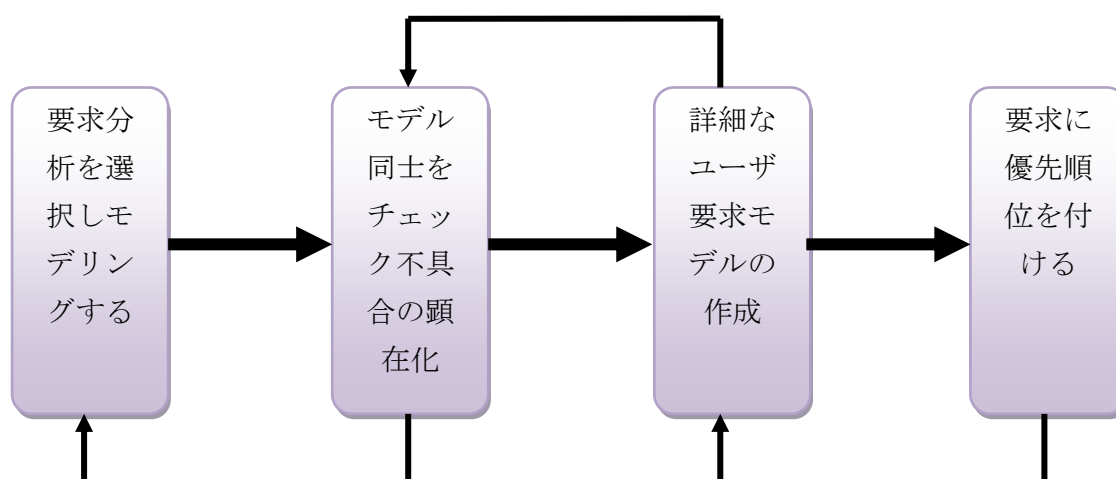 要求分
析を選
択しモ
デリン
グする
モデル
同士を
チェッ
ク不具
合の顕
在化
詳細な
ユーザ
要求モ
デルの
作成
要求に
優先順
位を付
ける